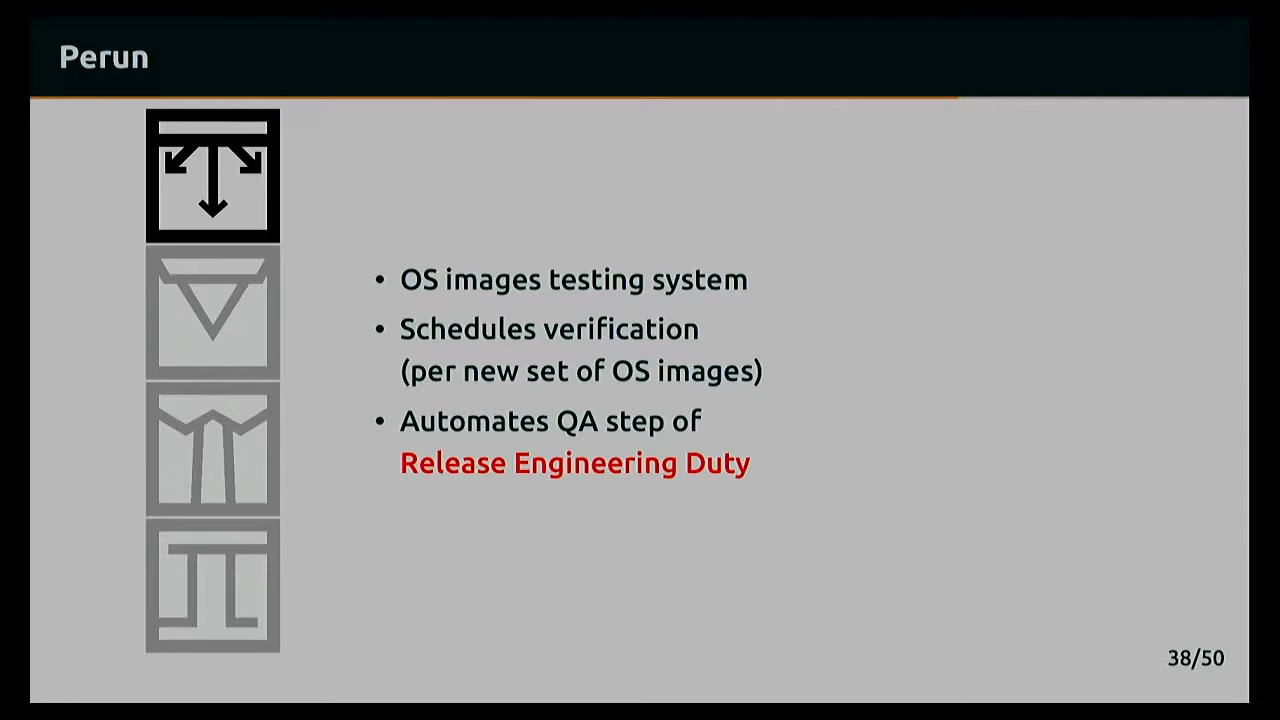 Perun
• OS images testing system
• Schedules verification
(per new set of OS images)
• Automates QA step of
Release Engineering Duty
38/50